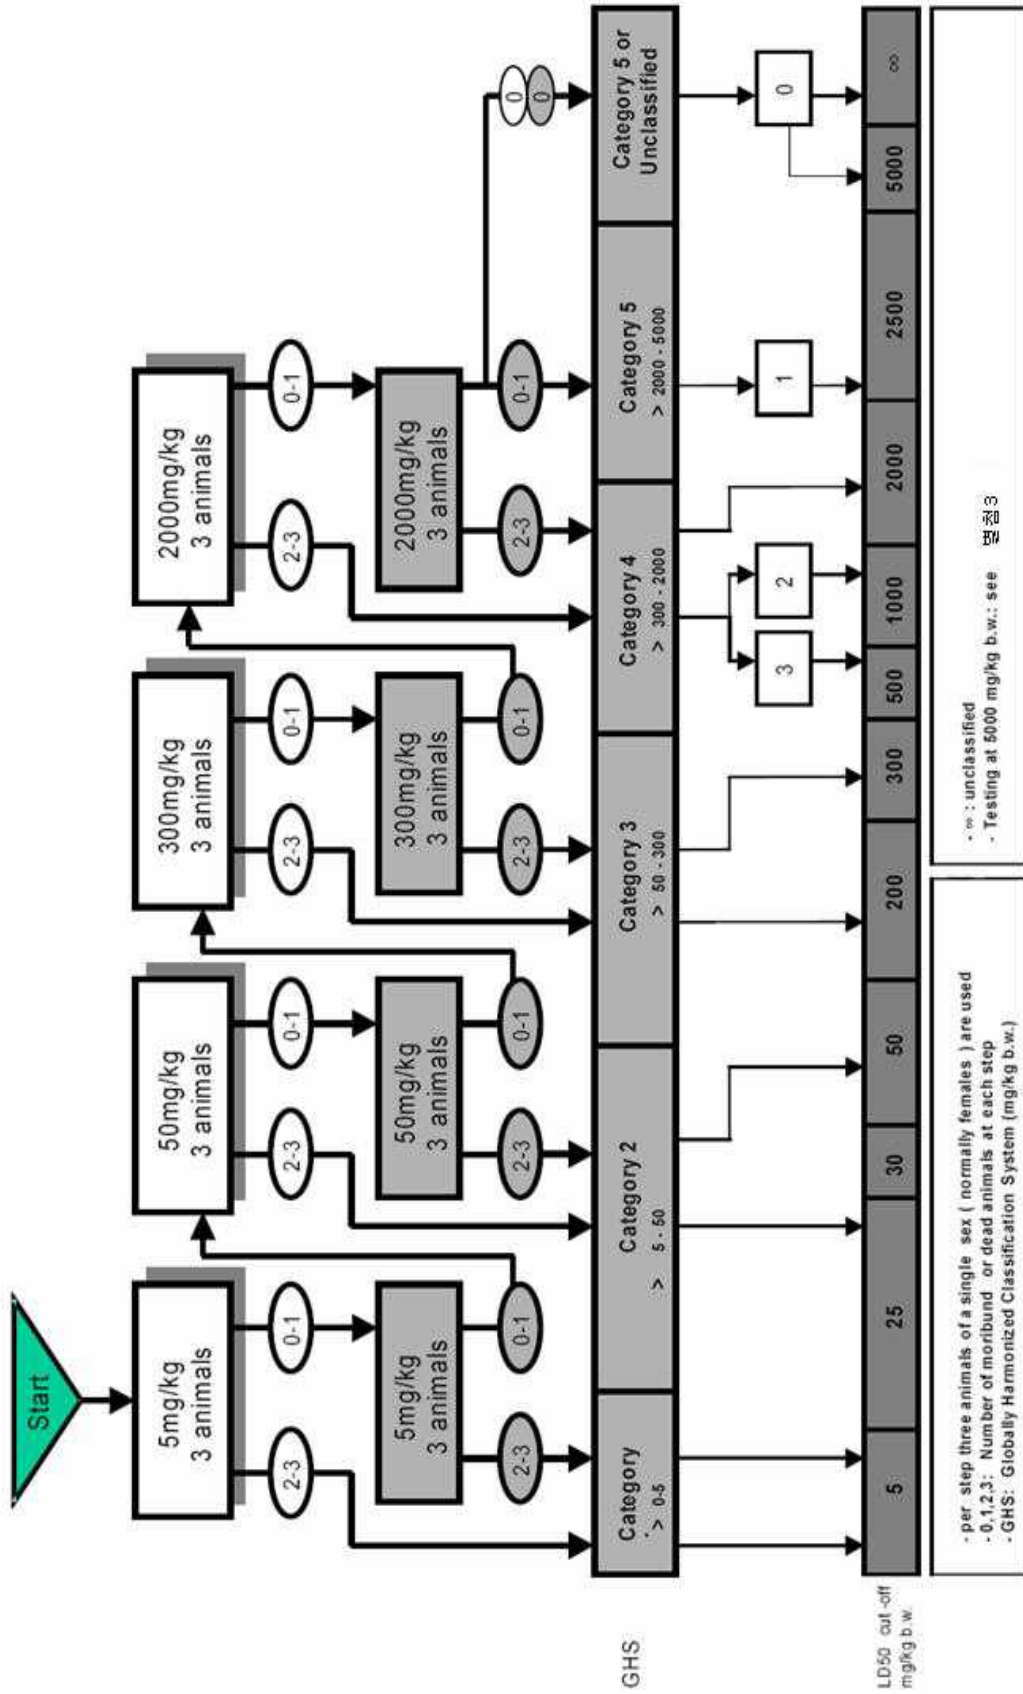 Start
5mg/kg
3 animals
50mg/kg
3 animals
300mg/kg
3 animals
2000mg/kg
3 animals
2-3
0-1
2-3
0-1
2-3
0-1
2-3
0-1
5mg/kg
3 animals
50mg/kg
3 animals
300mg/kg
3 animals
2000mg/kg
3 animals
2-3
0-1
2-3
0-1
2-3
0-1
2-3
0-1
0
0
GHS
Category
> 0-5
Category 2
> 5 - 50
Category 3
> 50 - 300
Category 4
> 300 - 2000
Category 5
> 2000 - 5000
Category 5 or
Unclassified
3
2
1
0
LD50 cut-off
mg/kg b.w.
5
25
30
50
200
300
500
1000
2000
2500
5000
∞
- per step three animals of a single sex ( normally females ) are used
- 0,1,2,3: Number of moribund or dead animals at each step
- GHS: Globally Harmonized Classification System (mg/kg b.w.)
- ∞ : unclassified
- Testing at 5000 mg/kg b.w.: see 별첨3